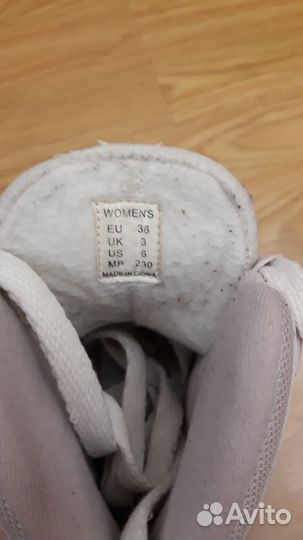 WOMEN'S
EU 36
UK 3
US 6
MP 230
MADE IN CHINA
Avito